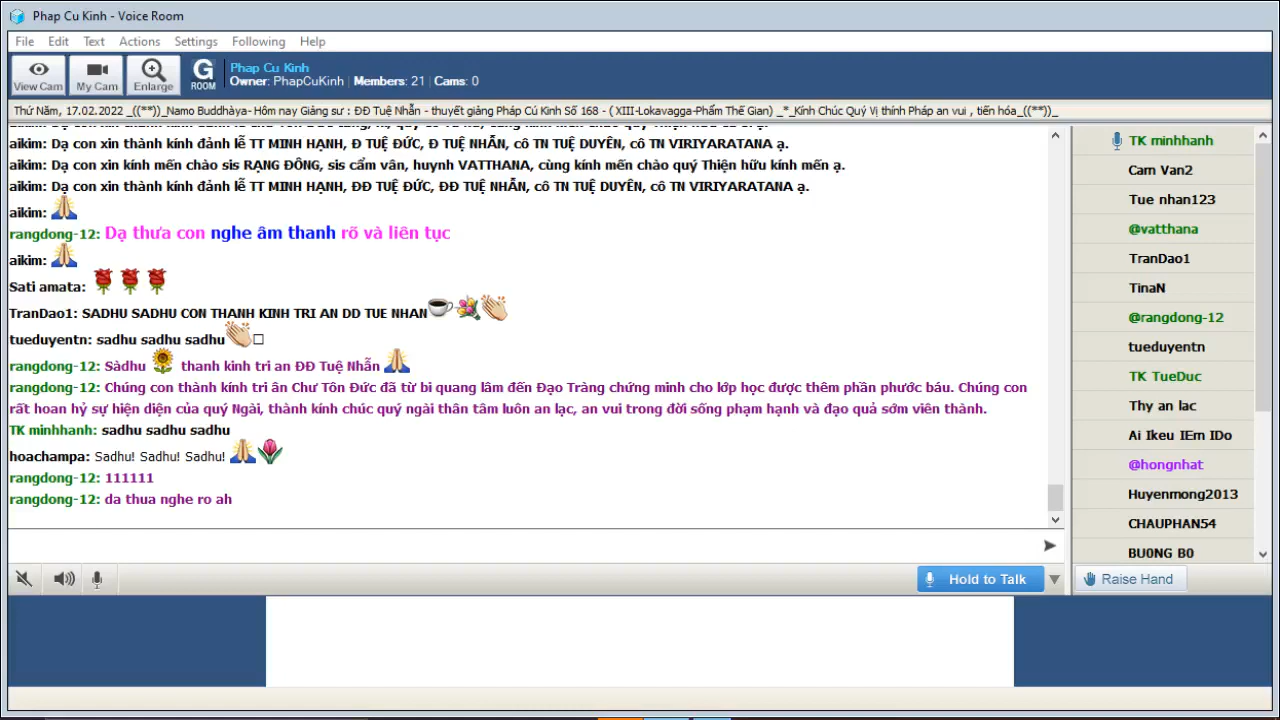 Phap Cu Kinh - Voice Room
File Edit Text Actions Settings Following Help
View Cam
My Cam
Enlarge
G
ROOM
Phap Cu Kinh
Owner: PhapCuKinh | Members: 21 | Cams: 0
Thứ Năm, 17.02.2022 _((**))_Namo Buddhàya- Hôm nay Giảng sư : ĐĐ Tuệ Nhẫn - thuyết giảng Pháp Cú Kinh Số 168 - ( XIII-Lokavagga-Phẩm Thế Gian) _*_Kính Chúc Quý Vị thính Pháp an vui , tiến hóa_((**))_
aikim: Dạ con xin thành kính đảnh lễ TT MINH HẠNH, Đ TUỆ ĐỨC, Đ TUỆ NHẪN, cô TN TUỆ DUYÊN, cô TN VIRIYARATANA ạ.
aikim: Dạ con xin kính mến chào sis RẠNG ĐÔNG, sis cẩm vân, huynh VATTHANA, cùng kính mến chào quý Thiện hữu kính mến ạ.
aikim: Dạ con xin thành kính đảnh lễ TT MINH HẠNH, ĐĐ TUỆ ĐỨC, ĐĐ TUỆ NHẪN, cô TN TUỆ DUYÊN, cô TN VIRIYARATANA ạ.
aikim:
rangdong-12: Dạ thưa con nghe âm thanh rõ và liên tục
aikim:
Sati amata:
TranDao1: SADHU SADHU CON THANH KINH TRI AN DD TUE NHAN
tueduyentn: sadhu sadhu sadhu
rangdong-12: Sàdhu thanh kinh tri an ĐĐ Tuệ Nhẫn
rangdong-12: Chúng con thành kính tri ân Chư Tôn Đức đã từ bi quang lâm đến Đạo Tràng chứng minh cho lớp học được thêm phần phước báu. Chúng con
rất hoan hỷ sự hiện diện của quý Ngài, thành kính chúc quý ngài thân tâm luôn an lạc, an vui trong đời sống phạm hạnh và đạo quả sớm viên thành.
TK minhhanh: sadhu sadhu sadhu
hoachampa: Sadhu! Sadhu! Sadhu!
rangdong-12: 111111
rangdong-12: da thua nghe ro ah
Hold to Talk
TK minhhanh
Cam Van2
Tue nhan123
@vatthana
TranDao1
TinaN
@rangdong-12
tueduyentn
TK TueDuc
Thy an lac
Ai Ikeu IEm IDo
@hongnhat
Huyenmong2013
CHAUPHAN54
BU0NG B0
Raise Hand